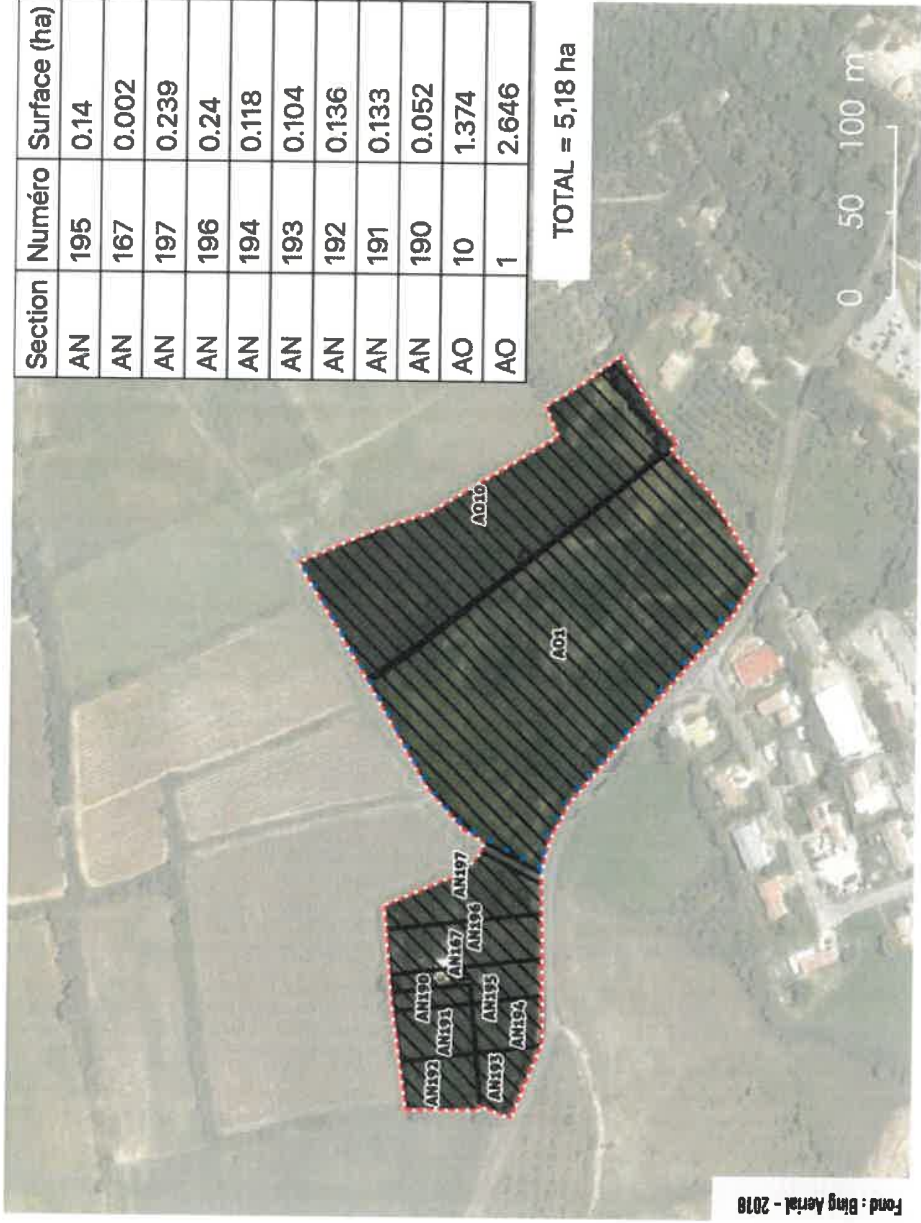 Section Numéro Surface (ha)
AN 195 0.14
AN 167 0.002
AN 197 0.239
AN 196 0.24
AN 194 0.118
AN 193 0.104
AN 192 0.136
AN 191 0.133
AN 190 0.052
AO 10 1.374
AO 1 2.646
TOTAL = 5,18 ha
AN192
AN191
AN190
AN167
AN197
AN193
AN194
AN195
AN196
AO1
AO10
0 50 100 m
Fond : Bing Aerial - 2018